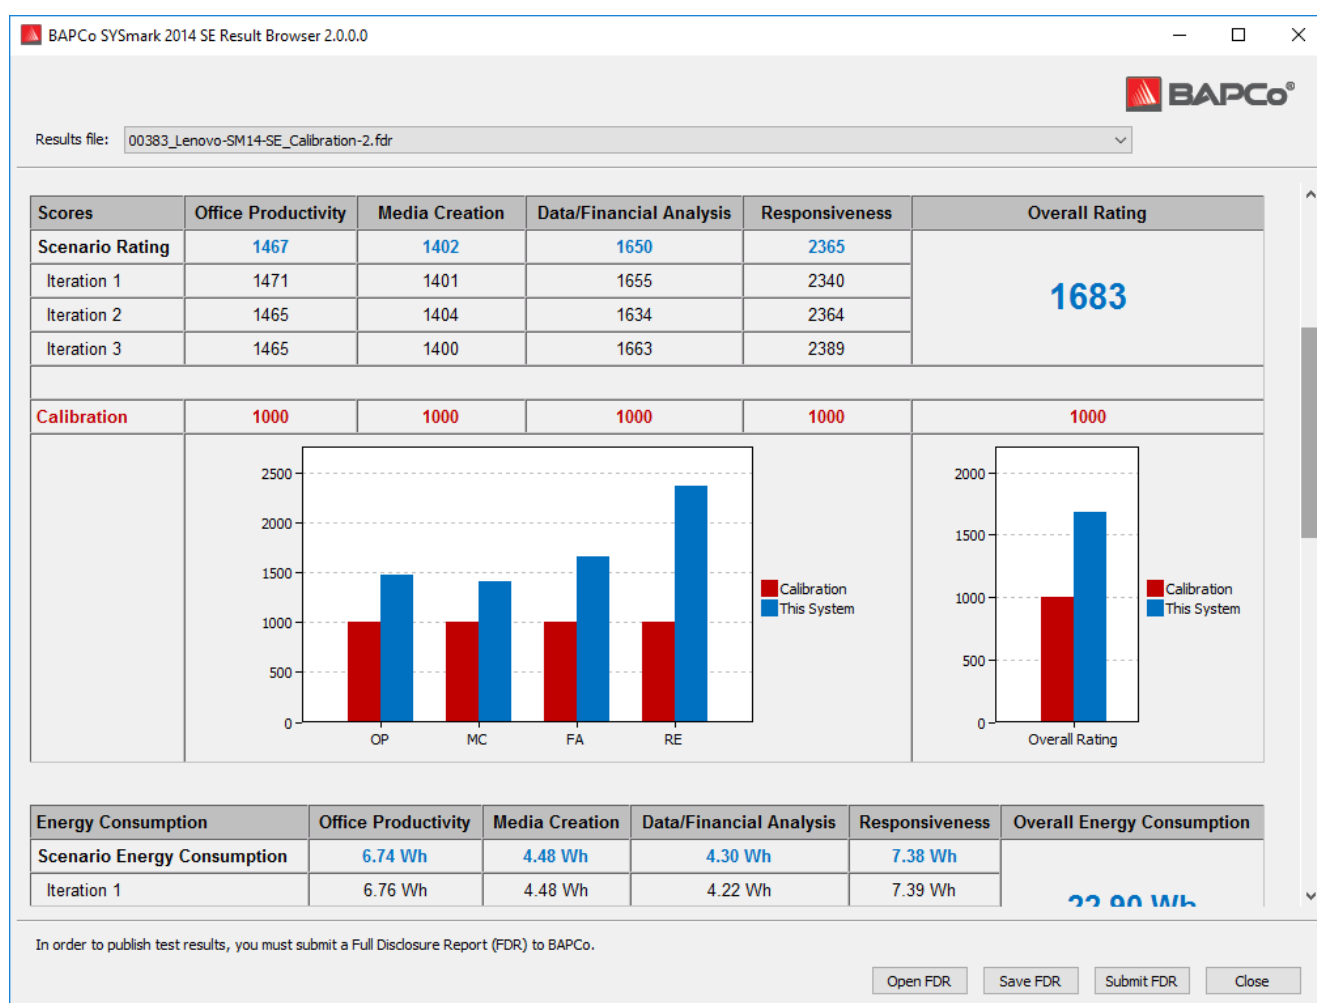 BAPCo SYSmark 2014 SE Result Browser 2.0.0.0
BAPCo®
Results file: 00383_Lenovo-SM14-SE_Calibration-2.fdr
Scores Office Productivity Media Creation Data/Financial Analysis Responsiveness Overall Rating
Scenario Rating 1467 1402 1650 2365 1683
Iteration 1 1471 1401 1655 2340
Iteration 2 1465 1404 1634 2364
Iteration 3 1465 1400 1663 2389
Calibration 1000 1000 1000 1000 1000
2500
2000
1500
1000
500
0
OP MC FA RE
Calibration
This System
2000
1500
1000
500
0
Overall Rating
Calibration
This System
Energy Consumption Office Productivity Media Creation Data/Financial Analysis Responsiveness Overall Energy Consumption
Scenario Energy Consumption 6.74 Wh 4.48 Wh 4.30 Wh 7.38 Wh 22.90 Wh
Iteration 1 6.76 Wh 4.48 Wh 4.22 Wh 7.39 Wh
In order to publish test results, you must submit a Full Disclosure Report (FDR) to BAPCo.
Open FDR Save FDR Submit FDR Close